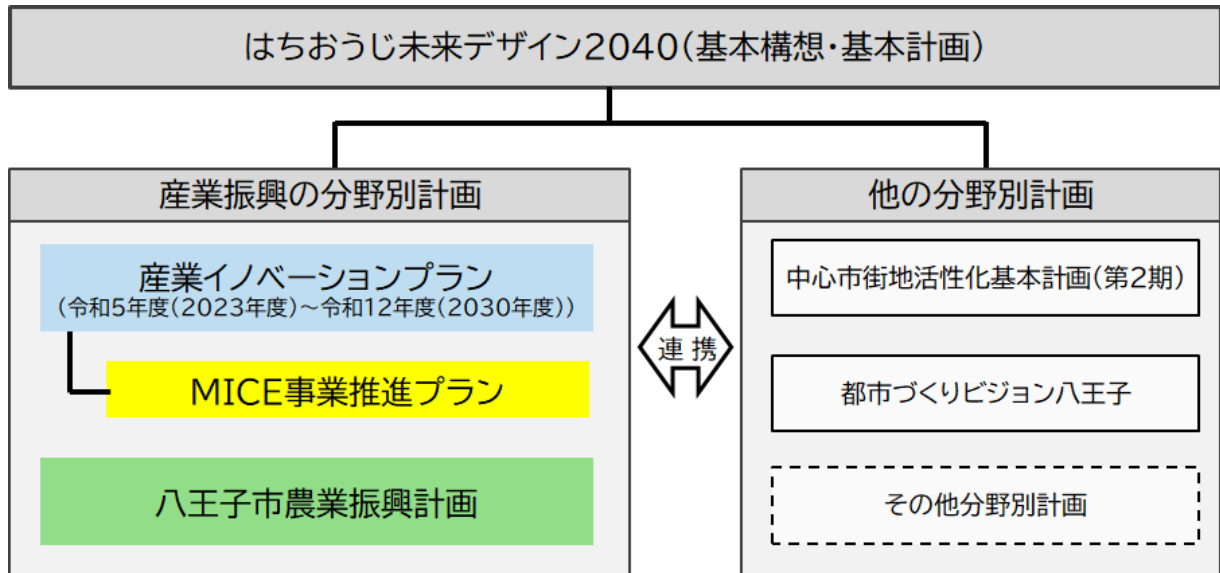 はちおうじ未来デザイン2040(基本構想・基本計画)
産業振興の分野別計画
産業イノベーションプラン
(令和5年度(2023年度)～令和12年度(2030年度))
MICE事業推進プラン
八王子市農業振興計画
連携
他の分野別計画
中心市街地活性化基本計画(第2期)
都市づくりビジョン八王子
その他分野別計画